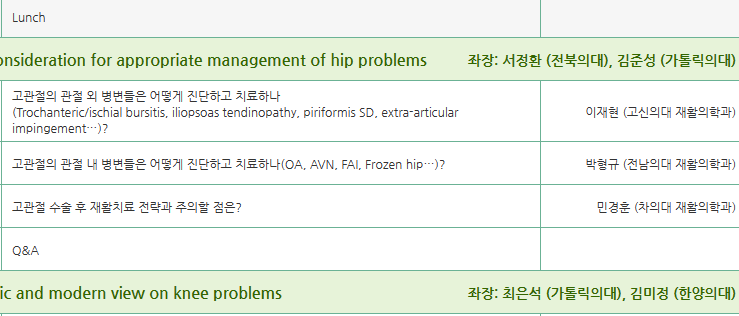 Lunch
onsideration for appropriate management of hip problems 좌장: 서정환 (전북의대), 김준성 (가톨릭의대)
고관절의 관절 외 병변들은 어떻게 진단하고 치료하나
(Trochanteric/ischial bursitis, iliopsoas tendinopathy, piriformis SD, extra-articular
impingement…)?
이재현 (고신의대 재활의학과)
고관절의 관절 내 병변들은 어떻게 진단하고 치료하나(OA, AVN, FAI, Frozen hip…)? 박형규 (전남의대 재활의학과)
고관절 수술 후 재활치료 전략과 주의할 점은? 민경훈 (차의대 재활의학과)
Q&A
ic and modern view on knee problems 좌장: 최은석 (가톨릭의대), 김미정 (한양의대)